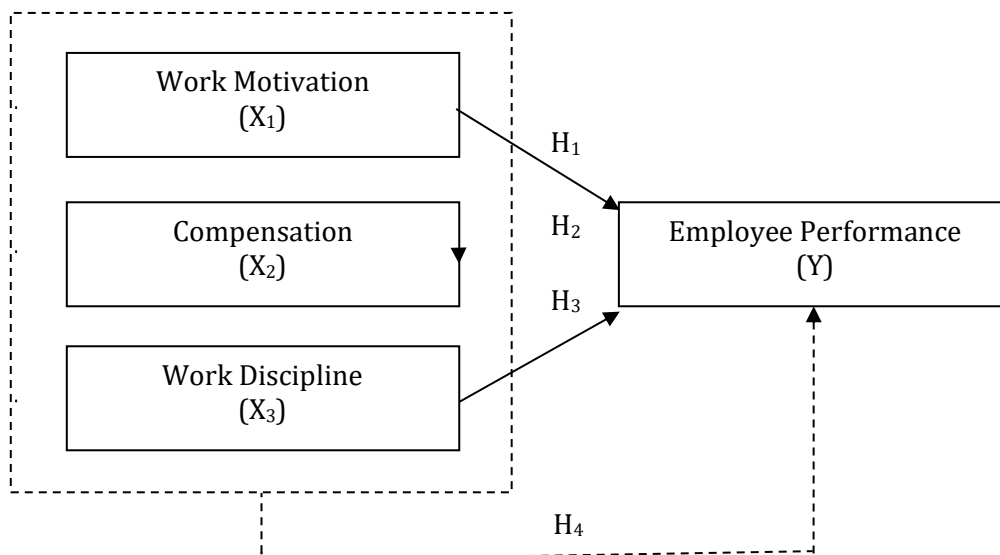 Work Motivation
(X₁)
H₁
Compensation
(X₂)
H₂
Employee Performance
(Y)
H₃
Work Discipline
(X₃)
H₄